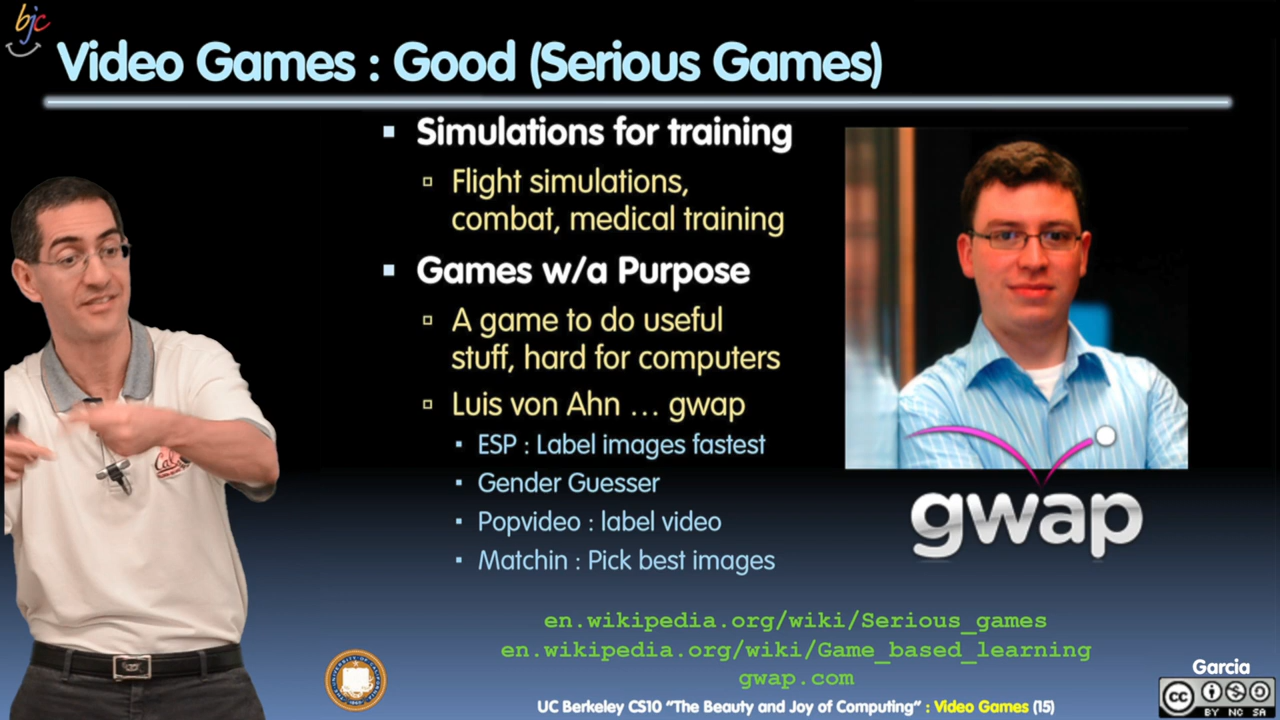 bjc
Video Games : Good (Serious Games)
Simulations for training
Flight simulations,
combat, medical training
Games w/a Purpose
A game to do useful
stuff, hard for computers
Luis von Ahn … gwap
ESP : Label images fastest
Gender Guesser
Popvideo : label video
Matchin : Pick best images
gwap
Cal
en.wikipedia.org/wiki/Serious_games
en.wikipedia.org/wiki/Game_based_learning
gwap.com
Garcia
UC Berkeley CS10 “The Beauty and Joy of Computing” : Video Games (15)
cc
BY NC SA